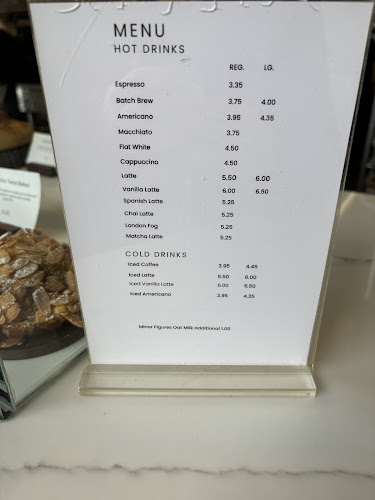 MENU
HOT DRINKS
REG. LG.
Espresso 3.35
Batch Brew 3.75 4.00
Americano 3.95 4.35
Macchiato 3.75
Flat White 4.50
Cappuccino 4.50
Latte 5.50 6.00
Vanilla Latte 6.00 6.50
Spanish Latte 5.25
Chai Latte 5.25
London Fog 5.25
Matcha Latte 5.25
COLD DRINKS
Iced Coffee 3.95 4.45
Iced Latte 5.50 6.00
Iced Vanilla Latte 6.00 6.50
Iced Americano 3.95 4.35
Minor Figures Oat Milk additional 1.00